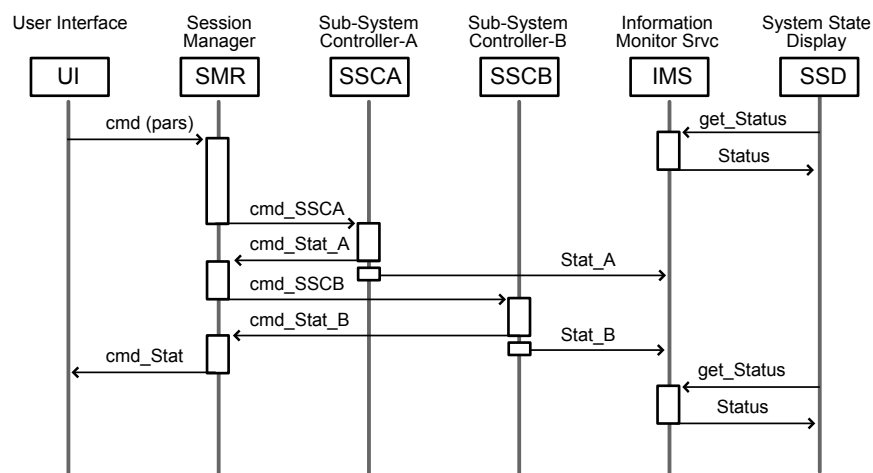 User Interface
Session
Manager
Sub-System
Controller-A
Sub-System
Controller-B
Information
Monitor Srvc
System State
Display
UI
SMR
SSCA
SSCB
IMS
SSD
cmd (pars)
get_Status
Status
cmd_SSCA
cmd_Stat_A
Stat_A
cmd_SSCB
cmd_Stat_B
Stat_B
cmd_Stat
get_Status
Status